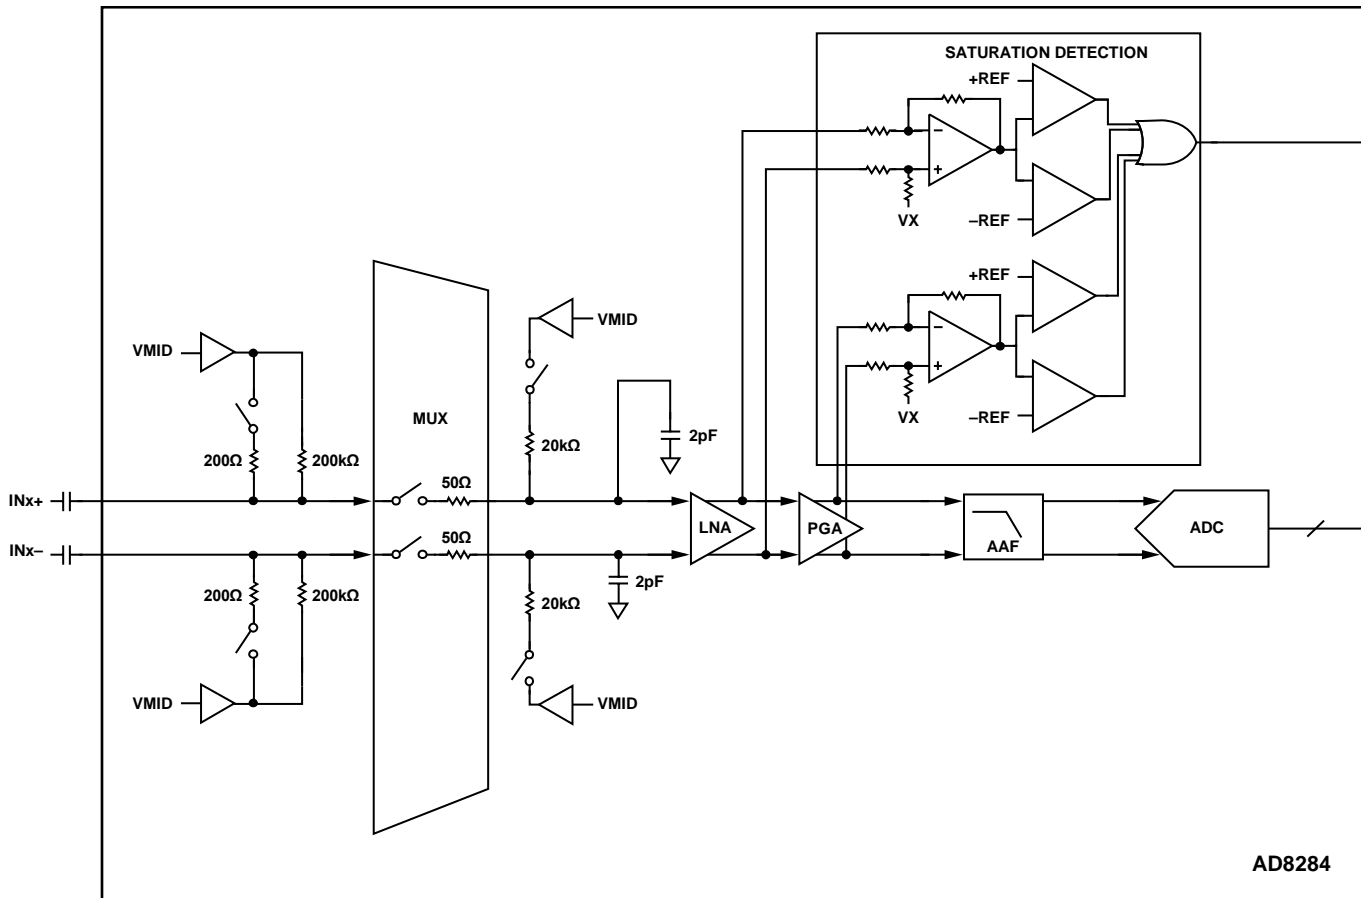 SATURATION DETECTION
+REF
−
+
VX
–REF
+REF
−
+
VX
–REF
VMID
VMID
MUX
200Ω
200kΩ
20kΩ
2pF
50Ω
INx+
LNA
PGA
AAF
ADC
50Ω
INx–
200Ω
200kΩ
20kΩ
2pF
VMID
VMID
AD8284